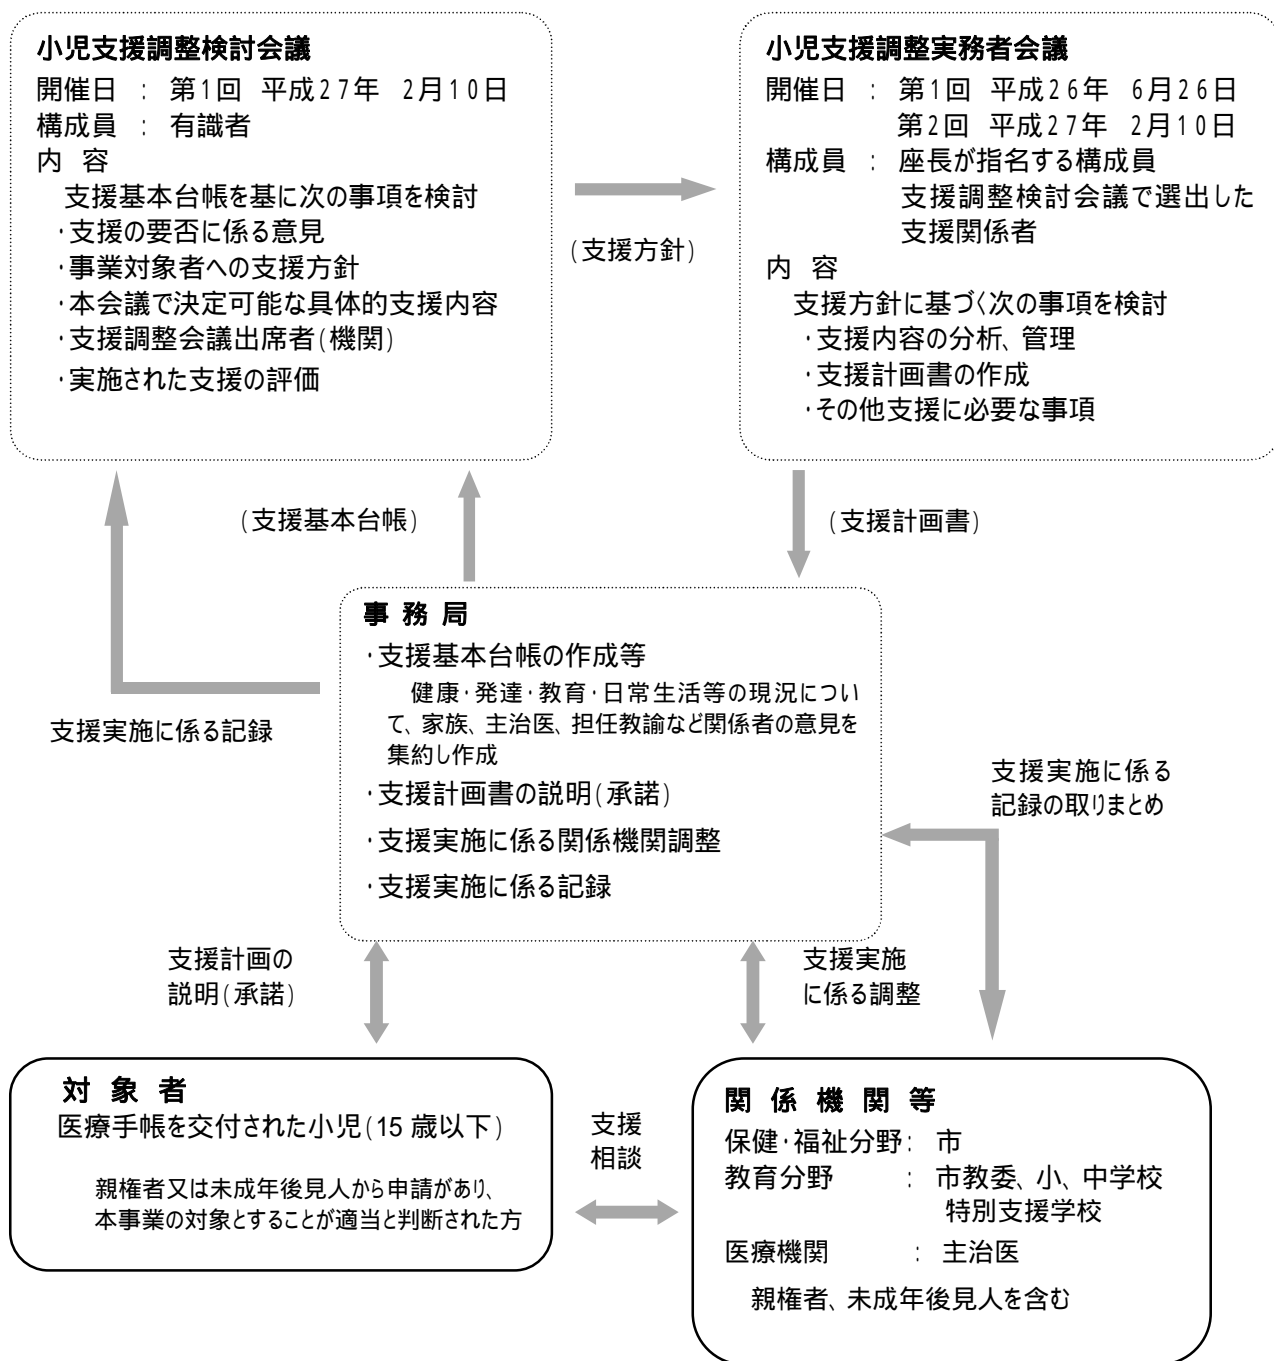 小児支援調整検討会議
開催日 : 第1回 平成27年 2月10日
構成員 : 有識者
内 容
支援基本台帳を基に次の事項を検討
・支援の要否に係る意見
・事業対象者への支援方針
・本会議で決定可能な具体的支援内容
・支援調整会議出席者(機関)
・実施された支援の評価
(支援方針)
小児支援調整実務者会議
開催日 : 第1回 平成26年 6月26日
第2回 平成27年 2月10日
構成員 : 座長が指名する構成員
支援調整検討会議で選出した
支援関係者
内 容
支援方針に基づく次の事項を検討
・支援内容の分析、管理
・支援計画書の作成
・その他支援に必要な事項
(支援基本台帳)
(支援計画書)
支援実施に係る記録
事 務 局
・支援基本台帳の作成等
健康・発達・教育・日常生活等の現況につい
て、家族、主治医、担任教諭など関係者の意見を
集約し作成
・支援計画書の説明(承諾)
・支援実施に係る関係機関調整
・支援実施に係る記録
支援実施に係る
記録の取りまとめ
支援計画の
説明(承諾)
支援実施
に係る調整
対 象 者
医療手帳を交付された小児(15 歳以下)
親権者又は未成年後見人から申請があり、
本事業の対象とすることが適当と判断された方
支援
相談
関 係 機 関 等
保健・福祉分野: 市
教育分野 : 市教委、小、中学校
特別支援学校
医療機関 : 主治医
親権者、未成年後見人を含む